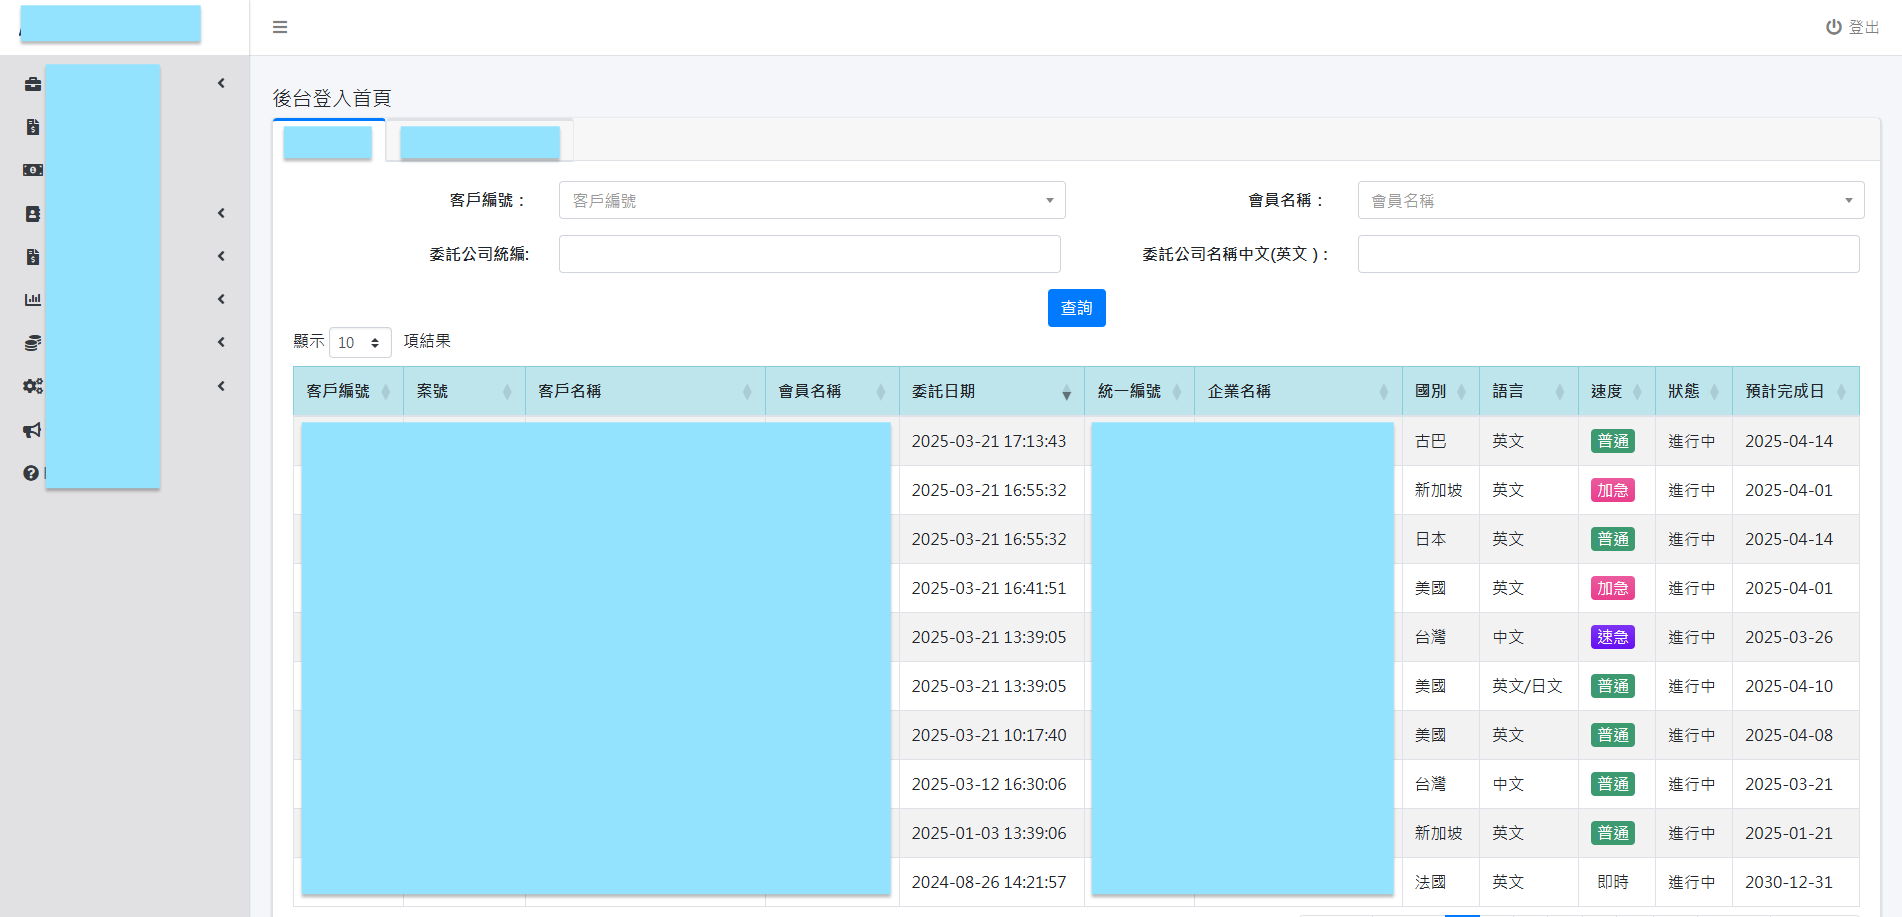 登出
後台登入首頁
客戶編號： 客戶編號 會員名稱： 會員名稱
委託公司統編: 委託公司名稱中文(英文)：
查詢
顯示 10 項結果
客戶編號 案號 客戶名稱 會員名稱 委託日期 統一編號 企業名稱 國別 語言 速度 狀態 預計完成日
2025-03-21 17:13:43 古巴 英文 普通 進行中 2025-04-14
2025-03-21 16:55:32 新加坡 英文 加急 進行中 2025-04-01
2025-03-21 16:55:32 日本 英文 普通 進行中 2025-04-14
2025-03-21 16:41:51 美國 英文 加急 進行中 2025-04-01
2025-03-21 13:39:05 台灣 中文 速急 進行中 2025-03-26
2025-03-21 13:39:05 美國 英文/日文 普通 進行中 2025-04-10
2025-03-21 10:17:40 美國 英文 普通 進行中 2025-04-08
2025-03-12 16:30:06 台灣 中文 普通 進行中 2025-03-21
2025-01-03 13:39:06 新加坡 英文 普通 進行中 2025-01-21
2024-08-26 14:21:57 法國 英文 即時 進行中 2030-12-31